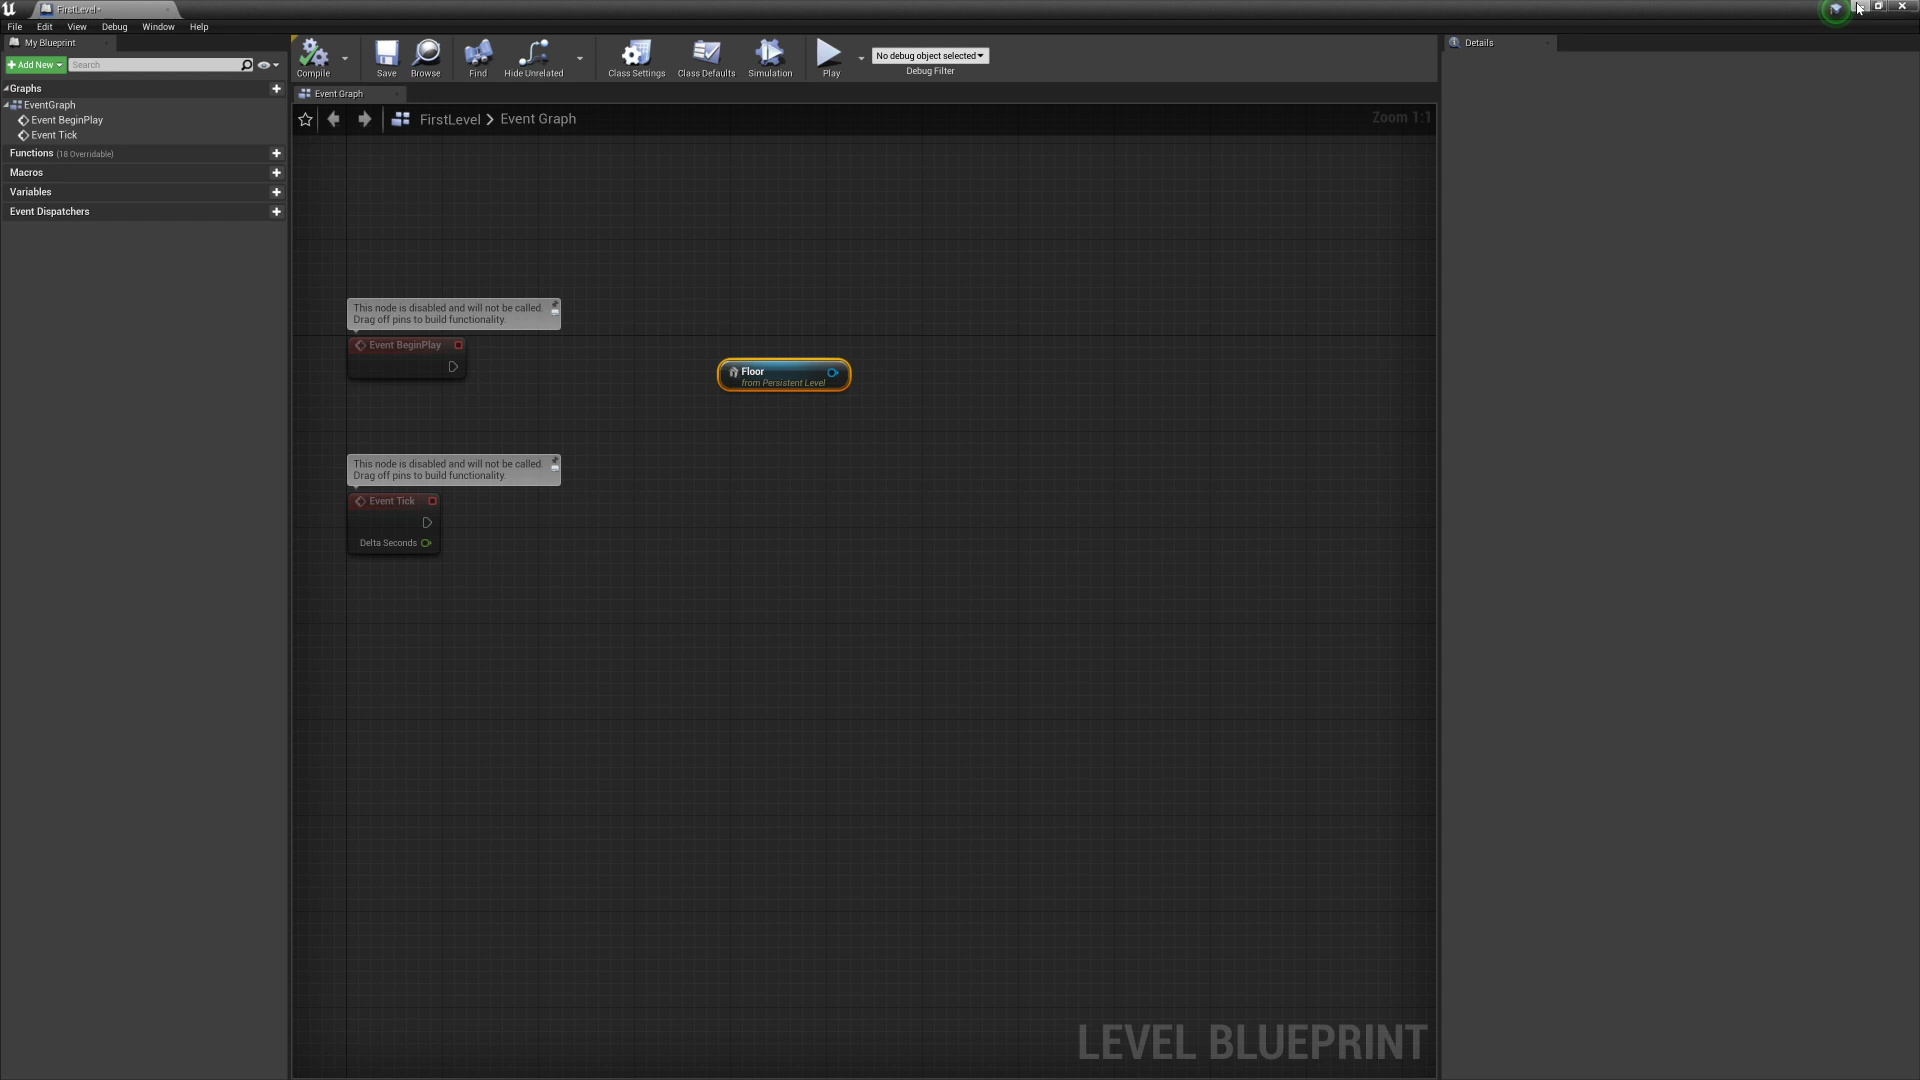 FirstLevel•
File Edit View Debug Window Help
My Blueprint
Details
Add New
Search
Compile
Save
Browse
Find
Hide Unrelated
Class Settings
Class Defaults
Simulation
Play
No debug object selected
Debug Filter
Graphs
EventGraph
Event BeginPlay
Event Tick
Functions (18 Overridable)
Macros
Variables
Event Dispatchers
Event Graph
FirstLevel > Event Graph
Zoom 1:1
This node is disabled and will not be called.
Drag off pins to build functionality.
Event BeginPlay
Floor
from Persistent Level
This node is disabled and will not be called.
Drag off pins to build functionality.
Event Tick
Delta Seconds
LEVEL BLUEPRINT